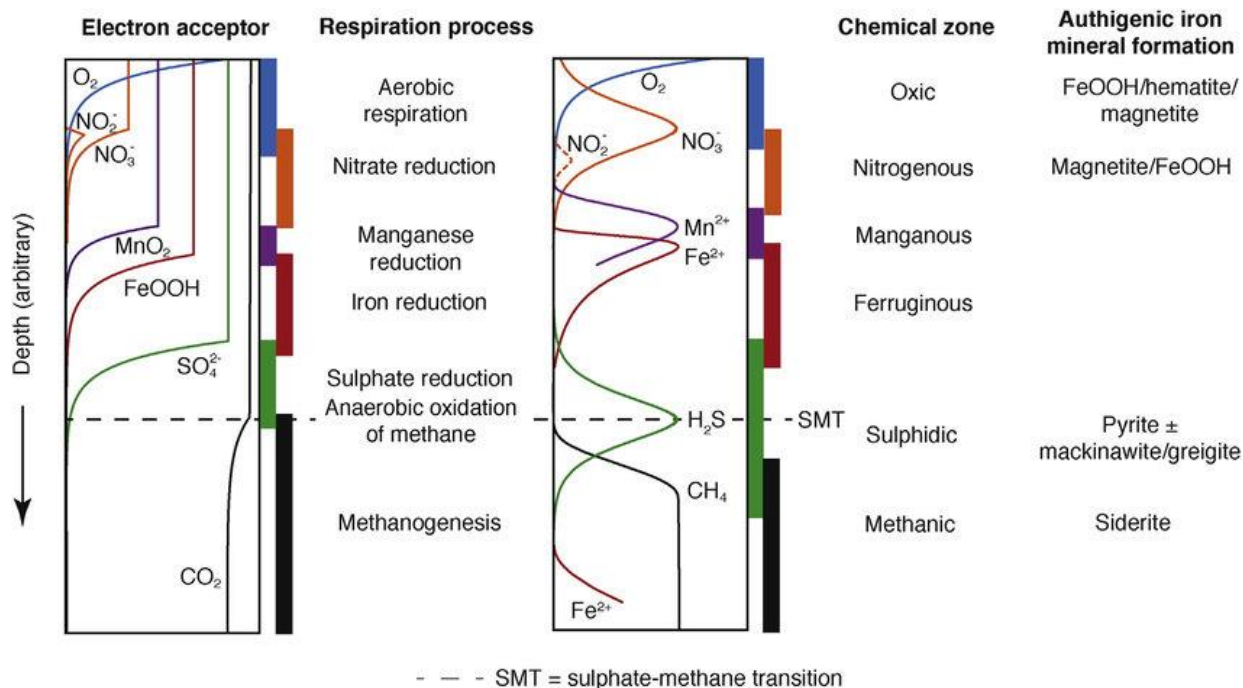 Electron acceptor
Respiration process
Chemical zone
Authigenic iron
mineral formation
Depth (arbitrary)
O₂
NO₂⁻
NO₃⁻
MnO₂
FeOOH
SO₄²⁻
CO₂
Aerobic
respiration
Nitrate reduction
Manganese
reduction
Iron reduction
Sulphate reduction
Anaerobic oxidation
of methane
Methanogenesis
O₂
NO₂⁻
NO₃⁻
Mn²⁺
Fe²⁺
H₂S
SMT
CH₄
Fe²⁺
Oxic
Nitrogenous
Manganous
Ferruginous
Sulphidic
Methanic
FeOOH/hematite/
magnetite
Magnetite/FeOOH
Pyrite ±
mackinawite/greigite
Siderite
SMT = sulphate-methane transition